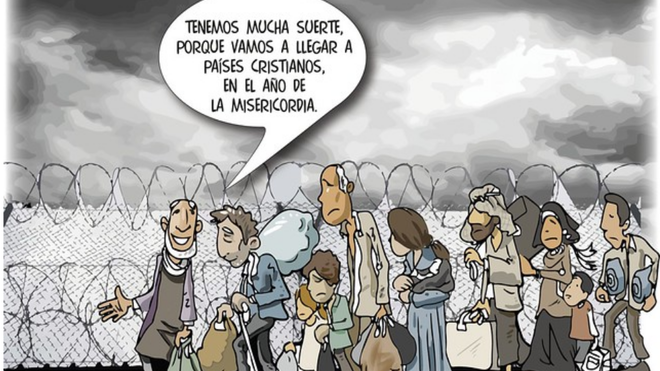 TENEMOS MUCHA SUERTE,
PORQUE VAMOS A LLEGAR A
PAÍSES CRISTIANOS,
EN EL AÑO DE
LA MISERICORDIA.